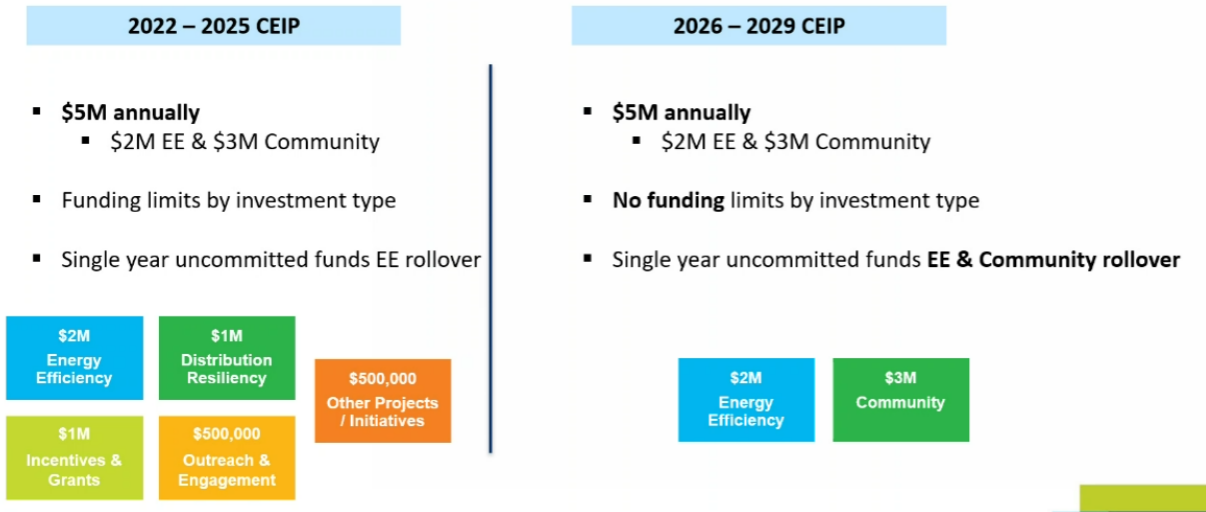 2022 – 2025 CEIP
▪ $5M annually
▪ $2M EE & $3M Community
▪ Funding limits by investment type
▪ Single year uncommitted funds EE rollover
$2M
Energy
Efficiency
$1M
Distribution
Resiliency
$500,000
Other Projects
/ Initiatives
$1M
Incentives &
Grants
$500,000
Outreach &
Engagement
2026 – 2029 CEIP
▪ $5M annually
▪ $2M EE & $3M Community
▪ No funding limits by investment type
▪ Single year uncommitted funds EE & Community rollover
$2M
Energy
Efficiency
$3M
Community